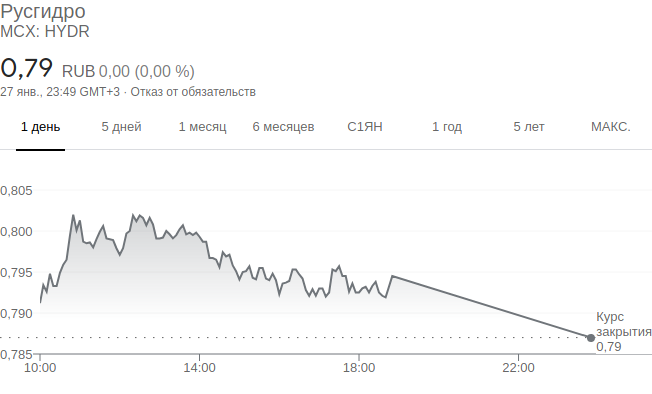 Русгидро
MCX: HYDR
0,79 RUB 0,00 (0,00 %)
27 янв., 23:49 GMT+3 · Отказ от обязательств
1 день 5 дней 1 месяц 6 месяцев С1ЯН 1 год 5 лет МАКС.
0,805
0,800
0,795
0,790
Курс
закрытия
0,79
0,785
10:00 14:00 18:00 22:00